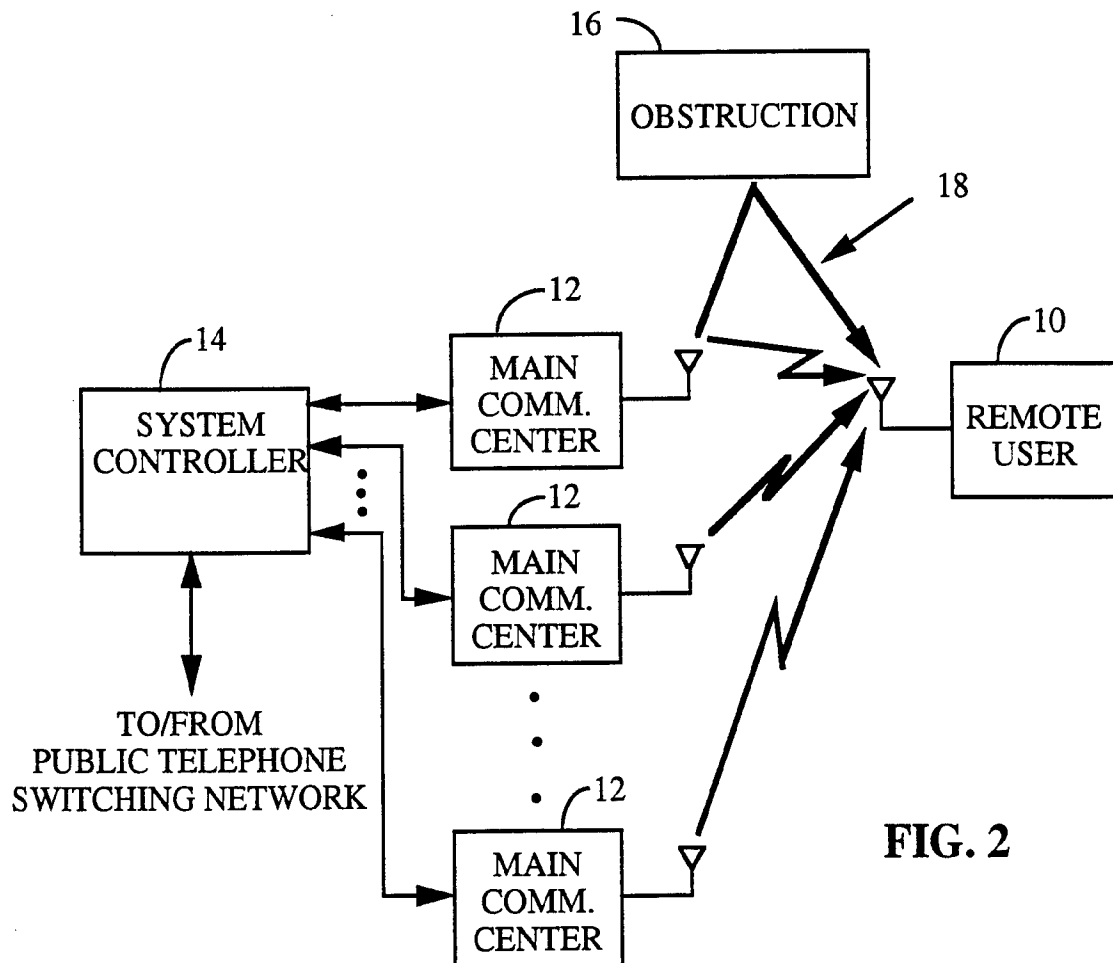 16
OBSTRUCTION
18
12
MAIN
COMM.
CENTER
14
SYSTEM
CONTROLLER
10
REMOTE
USER
12
MAIN
COMM.
CENTER
TO/FROM
PUBLIC TELEPHONE
SWITCHING NETWORK
12
MAIN
COMM.
CENTER
FIG. 2